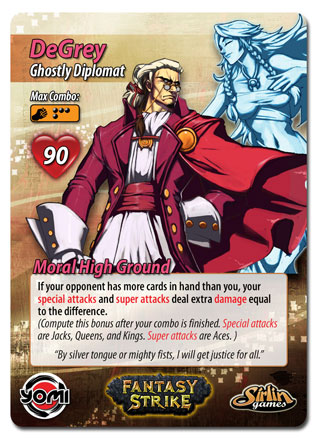 DeGrey
Ghostly Diplomat
Max Combo:
90
Moral High Ground
If your opponent has more cards in hand than you, your
special attacks and super attacks deal extra damage equal
to the difference.
(Compute this bonus after your combo is finished. Special attacks
are Jacks, Queens, and Kings. Super attacks are Aces. )
"By silver tongue or mighty fists, I will get justice for all."
YOMI
FANTASY
STRIKE
Sirlin
games